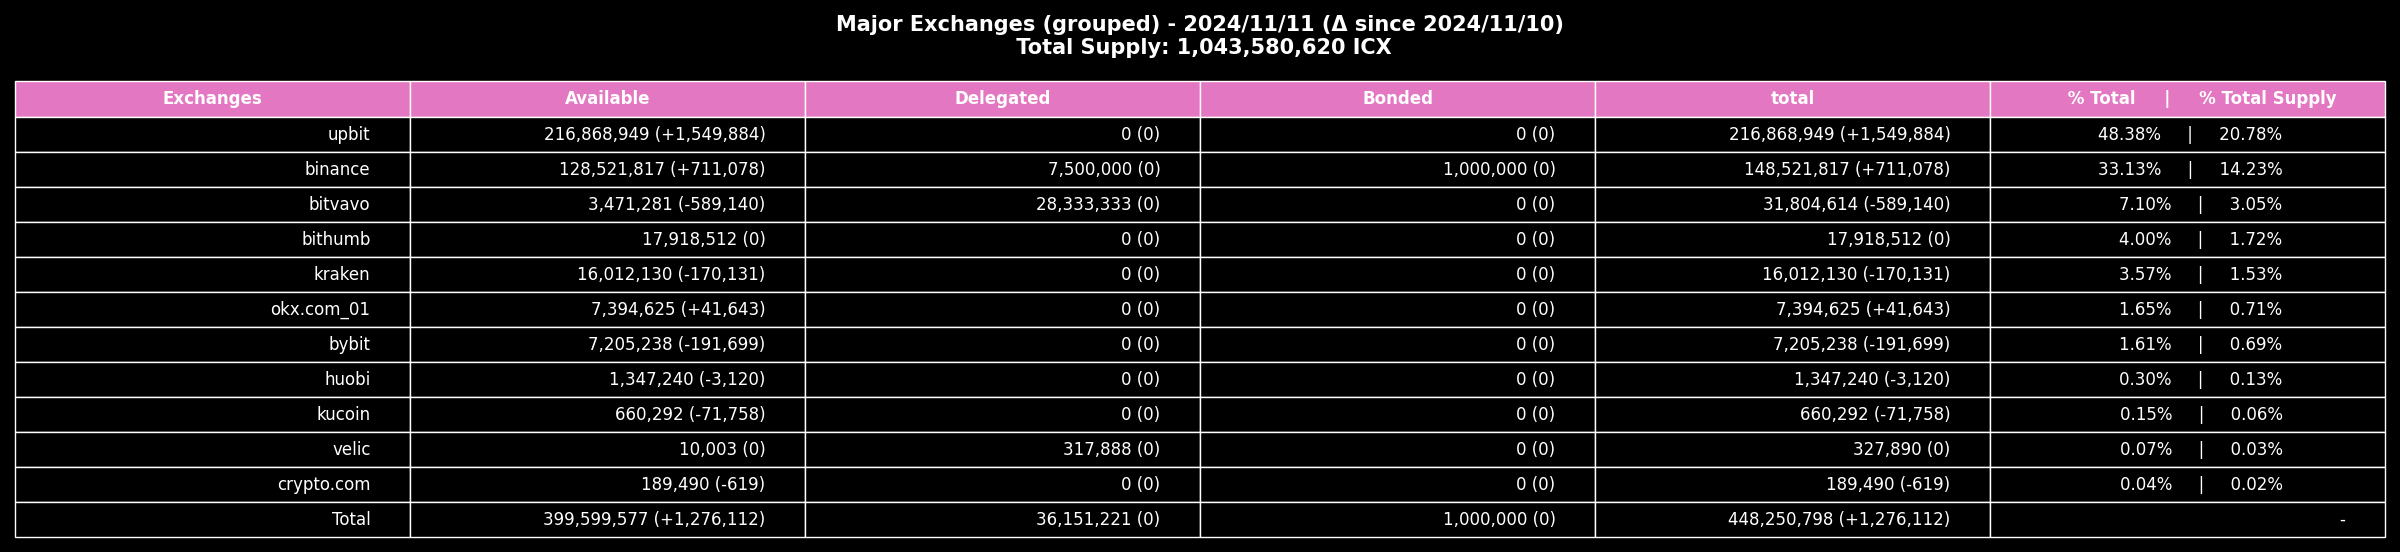 Major Exchanges (grouped) - 2024/11/11 (Δ since 2024/11/10)
Total Supply: 1,043,580,620 ICX
Exchanges Available Delegated Bonded total % Total | % Total Supply
upbit 216,868,949 (+1,549,884) 0 (0) 0 (0) 216,868,949 (+1,549,884) 48.38% | 20.78%
binance 128,521,817 (+711,078) 7,500,000 (0) 1,000,000 (0) 148,521,817 (+711,078) 33.13% | 14.23%
bitvavo 3,471,281 (-589,140) 28,333,333 (0) 0 (0) 31,804,614 (-589,140) 7.10% | 3.05%
bithumb 17,918,512 (0) 0 (0) 0 (0) 17,918,512 (0) 4.00% | 1.72%
kraken 16,012,130 (-170,131) 0 (0) 0 (0) 16,012,130 (-170,131) 3.57% | 1.53%
okx.com_01 7,394,625 (+41,643) 0 (0) 0 (0) 7,394,625 (+41,643) 1.65% | 0.71%
bybit 7,205,238 (-191,699) 0 (0) 0 (0) 7,205,238 (-191,699) 1.61% | 0.69%
huobi 1,347,240 (-3,120) 0 (0) 0 (0) 1,347,240 (-3,120) 0.30% | 0.13%
kucoin 660,292 (-71,758) 0 (0) 0 (0) 660,292 (-71,758) 0.15% | 0.06%
velic 10,003 (0) 317,888 (0) 0 (0) 327,890 (0) 0.07% | 0.03%
crypto.com 189,490 (-619) 0 (0) 0 (0) 189,490 (-619) 0.04% | 0.02%
Total 399,599,577 (+1,276,112) 36,151,221 (0) 1,000,000 (0) 448,250,798 (+1,276,112) -